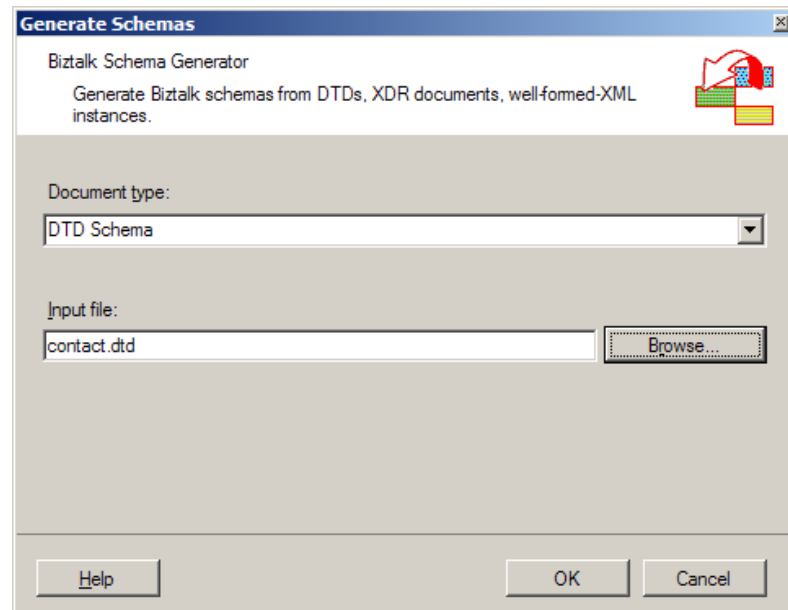 Generate Schemas
Biztalk Schema Generator
Generate Biztalk schemas from DTDs, XDR documents, well-formed-XML
instances.
Document type:
DTD Schema
Input file:
contact.dtd
Browse...
Help
OK
Cancel